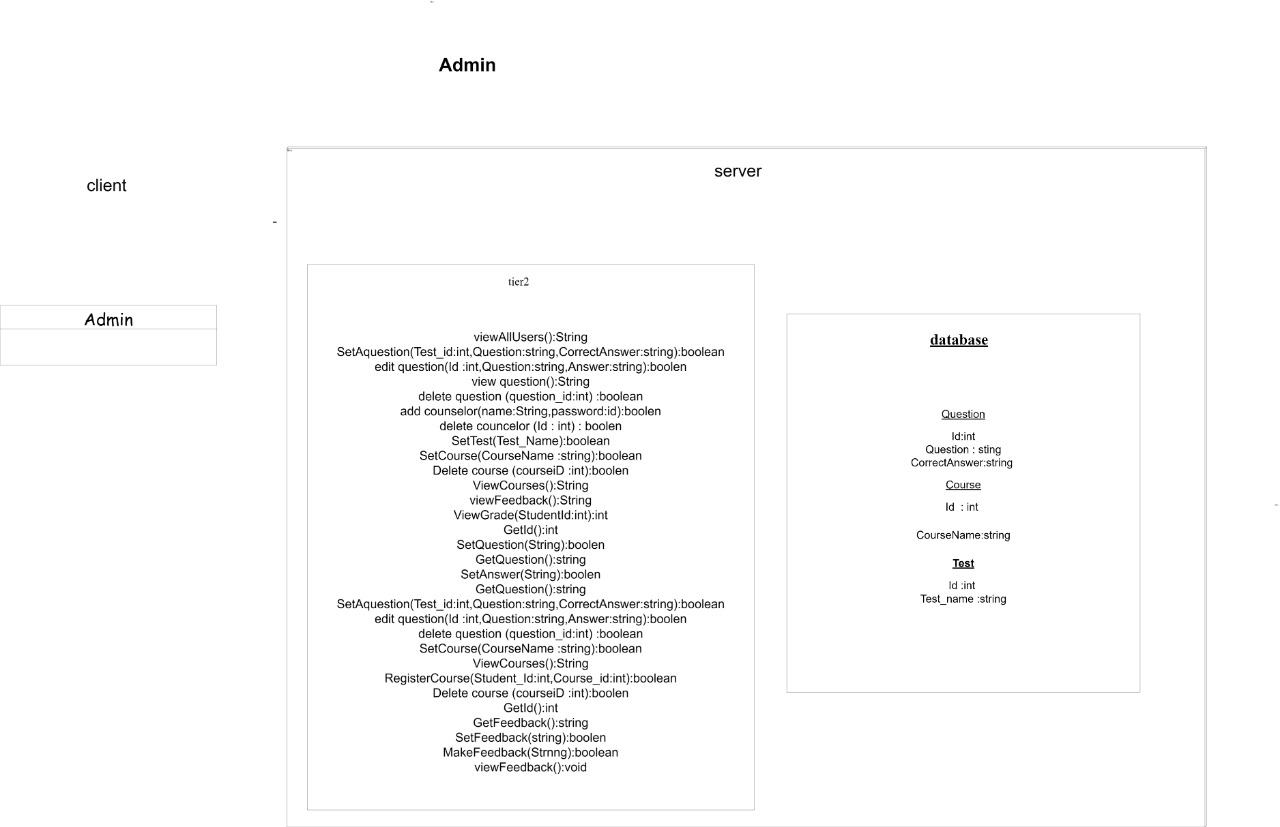 Admin
client
server
Admin
tier2
viewAllUsers():String
SetAquestion(Test_id:int,Question:string,CorrectAnswer:string):boolean
edit question(Id :int,Question:string,Answer:string):boolen
view question():String
delete question (question_id:int) :boolean
add counselor(name:String,password:id):boolen
delete councelor (Id : int) : boolen
SetTest(Test_Name):boolean
SetCourse(CourseName :string):boolean
Delete course (courseiD :int):boolen
ViewCourses():String
viewFeedback():String
ViewGrade(StudentId:int):int
GetId():int
SetQuestion(String):boolen
GetQuestion():string
SetAnswer(String):boolen
GetQuestion():string
SetAquestion(Test_id:int,Question:string,CorrectAnswer:string):boolean
edit question(Id :int,Question:string,Answer:string):boolen
delete question (question_id:int) :boolean
SetCourse(CourseName :string):boolean
ViewCourses():String
RegisterCourse(Student_Id:int,Course_id:int):boolean
Delete course (courseiD :int):boolen
GetId():int
GetFeedback():string
SetFeedback(string):boolen
MakeFeedback(Strnng):boolean
viewFeedback():void
database
Question
Id:int
Question : sting
CorrectAnswer:string
Course
Id : int
CourseName:string
Test
Id :int
Test_name :string